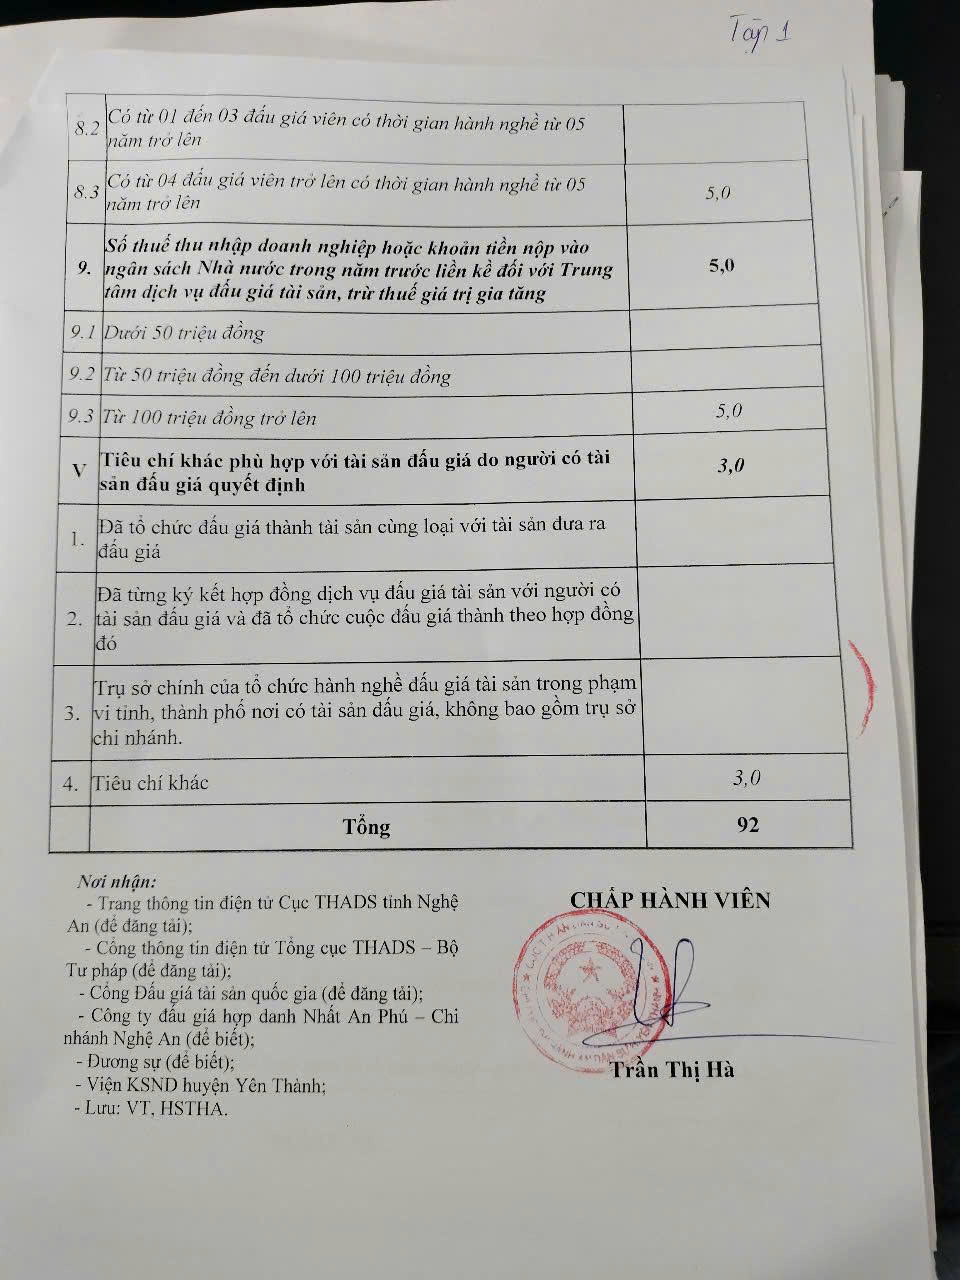 Tập 1
8.2 Có từ 01 đến 03 đấu giá viên có thời gian hành nghề từ 05
năm trở lên
8.3 Có từ 04 đấu giá viên trở lên có thời gian hành nghề từ 05
năm trở lên
5,0
Số thuế thu nhập doanh nghiệp hoặc khoản tiền nộp vào
9. ngân sách Nhà nước trong năm trước liền kề đối với Trung
tâm dịch vụ đấu giá tài sản, trừ thuế giá trị gia tăng
5,0
9.1 Dưới 50 triệu đồng
9.2 Từ 50 triệu đồng đến dưới 100 triệu đồng
9.3 Từ 100 triệu đồng trở lên 5,0
V Tiêu chí khác phù hợp với tài sản đấu giá do người có tài
sản đấu giá quyết định
3,0
1. Đã tổ chức đấu giá thành tài sản cùng loại với tài sản đưa ra
đấu giá
Đã từng ký kết hợp đồng dịch vụ đấu giá tài sản với người có
2. tài sản đấu giá và đã tổ chức cuộc đấu giá thành theo hợp đồng
đó
Trụ sở chính của tổ chức hành nghề đấu giá tài sản trong phạm
3. vi tỉnh, thành phố nơi có tài sản đấu giá, không bao gồm trụ sở
chi nhánh.
4. Tiêu chí khác 3,0
Tổng 92
Nơi nhận:
- Trang thông tin điện tử Cục THADS tỉnh Nghệ
An (để đăng tải);
- Cổng thông tin điện tử Tổng cục THADS – Bộ
Tư pháp (để đăng tải);
- Cổng Đấu giá tài sản quốc gia (để đăng tải);
- Công ty đấu giá hợp danh Nhất An Phú – Chi
nhánh Nghệ An (để biết);
- Đương sự (để biết);
- Viện KSND huyện Yên Thành;
- Lưu: VT, HSTHA.
CHẤP HÀNH VIÊN
Trần Thị Hà